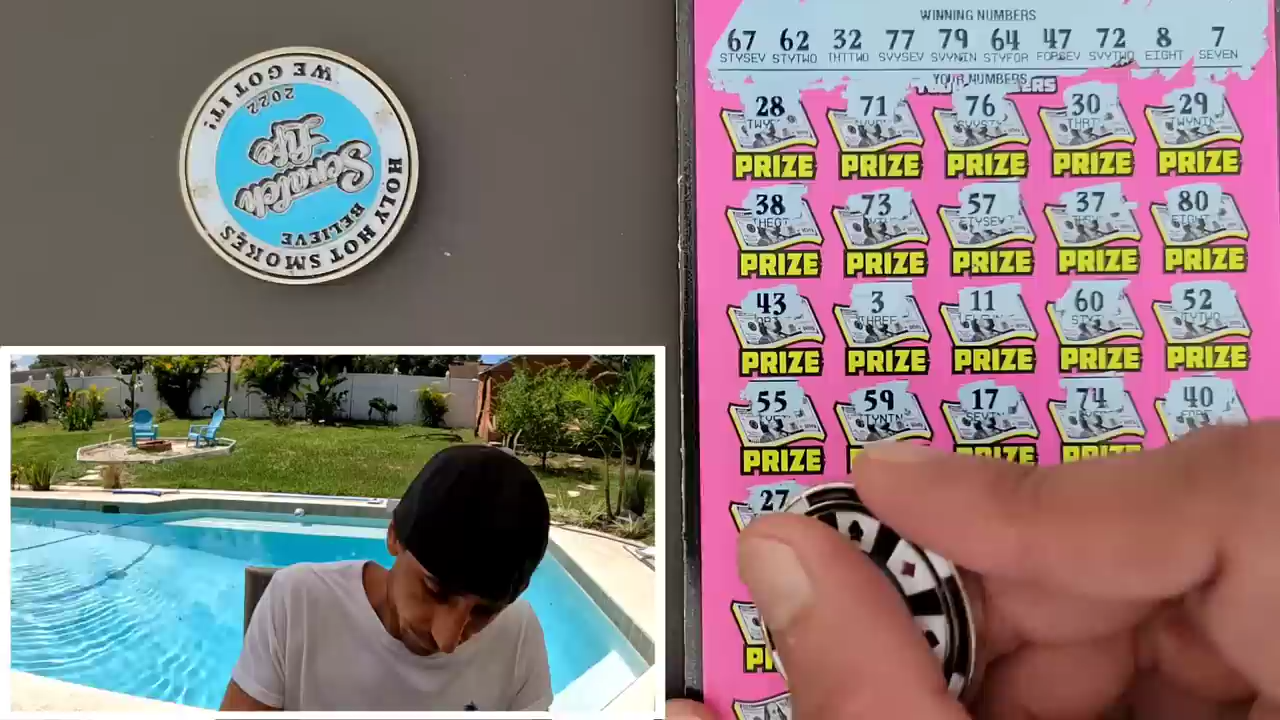 WE GOT IT!
2022
Scratch
Life
BELIEVE
HOLY HOT SMOKES
WINNING NUMBERS
67 62 32 77 79 64 47 72 8 7
STYSEV STYTWO THTTWO SVYSEV SVYNIN STYFOR FORSEV SVYTWO EIGHT SEVEN
YOUR NUMBERS
28 71 76 30 29
PRIZE PRIZE PRIZE PRIZE PRIZE
38 73 57 37 80
PRIZE PRIZE PRIZE PRIZE PRIZE
43 3 11 60 52
THREE
PRIZE PRIZE PRIZE PRIZE PRIZE
55 59 17 74 40
PRIZE
27